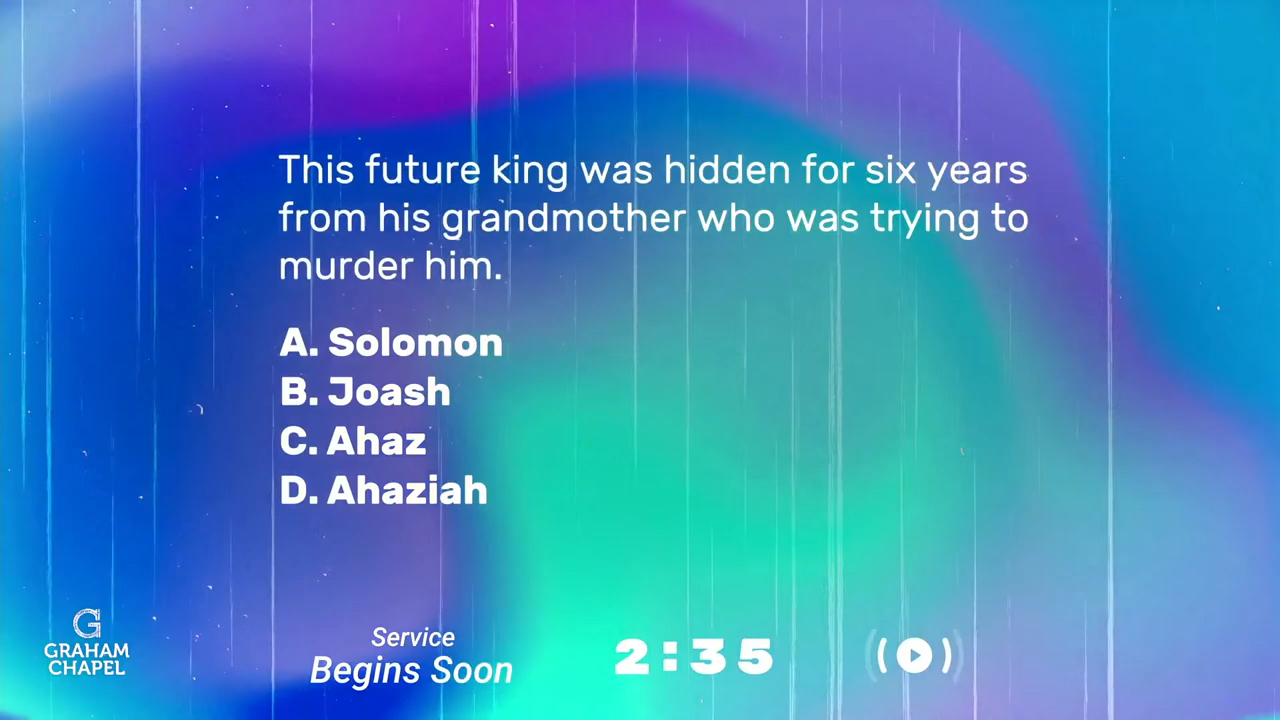 This future king was hidden for six years
from his grandmother who was trying to
murder him.
A. Solomon
B. Joash
C. Ahaz
D. Ahaziah
G
GRAHAM
CHAPEL
Service
Begins Soon
2:35